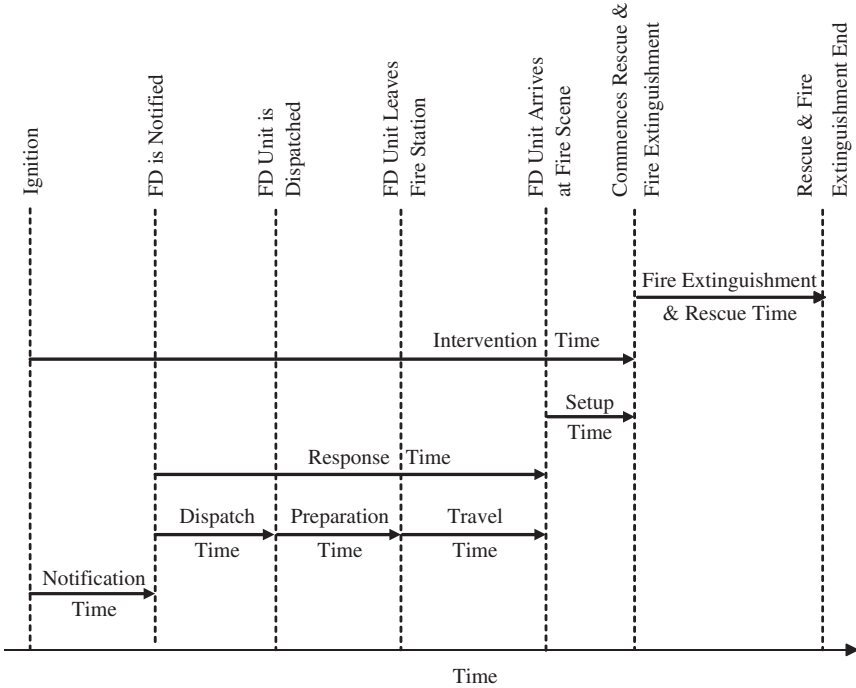 Ignition
FD is Notified
FD Unit is
Dispatched
FD Unit Leaves
Fire Station
FD Unit Arrives
at Fire Scene
Commences Rescue &
Fire Extinguishment
Rescue & Fire
Extinguishment End
Fire Extinguishment
& Rescue Time
Intervention Time
Setup
Time
Response Time
Dispatch
Time
Preparation
Time
Travel
Time
Notification
Time
Time